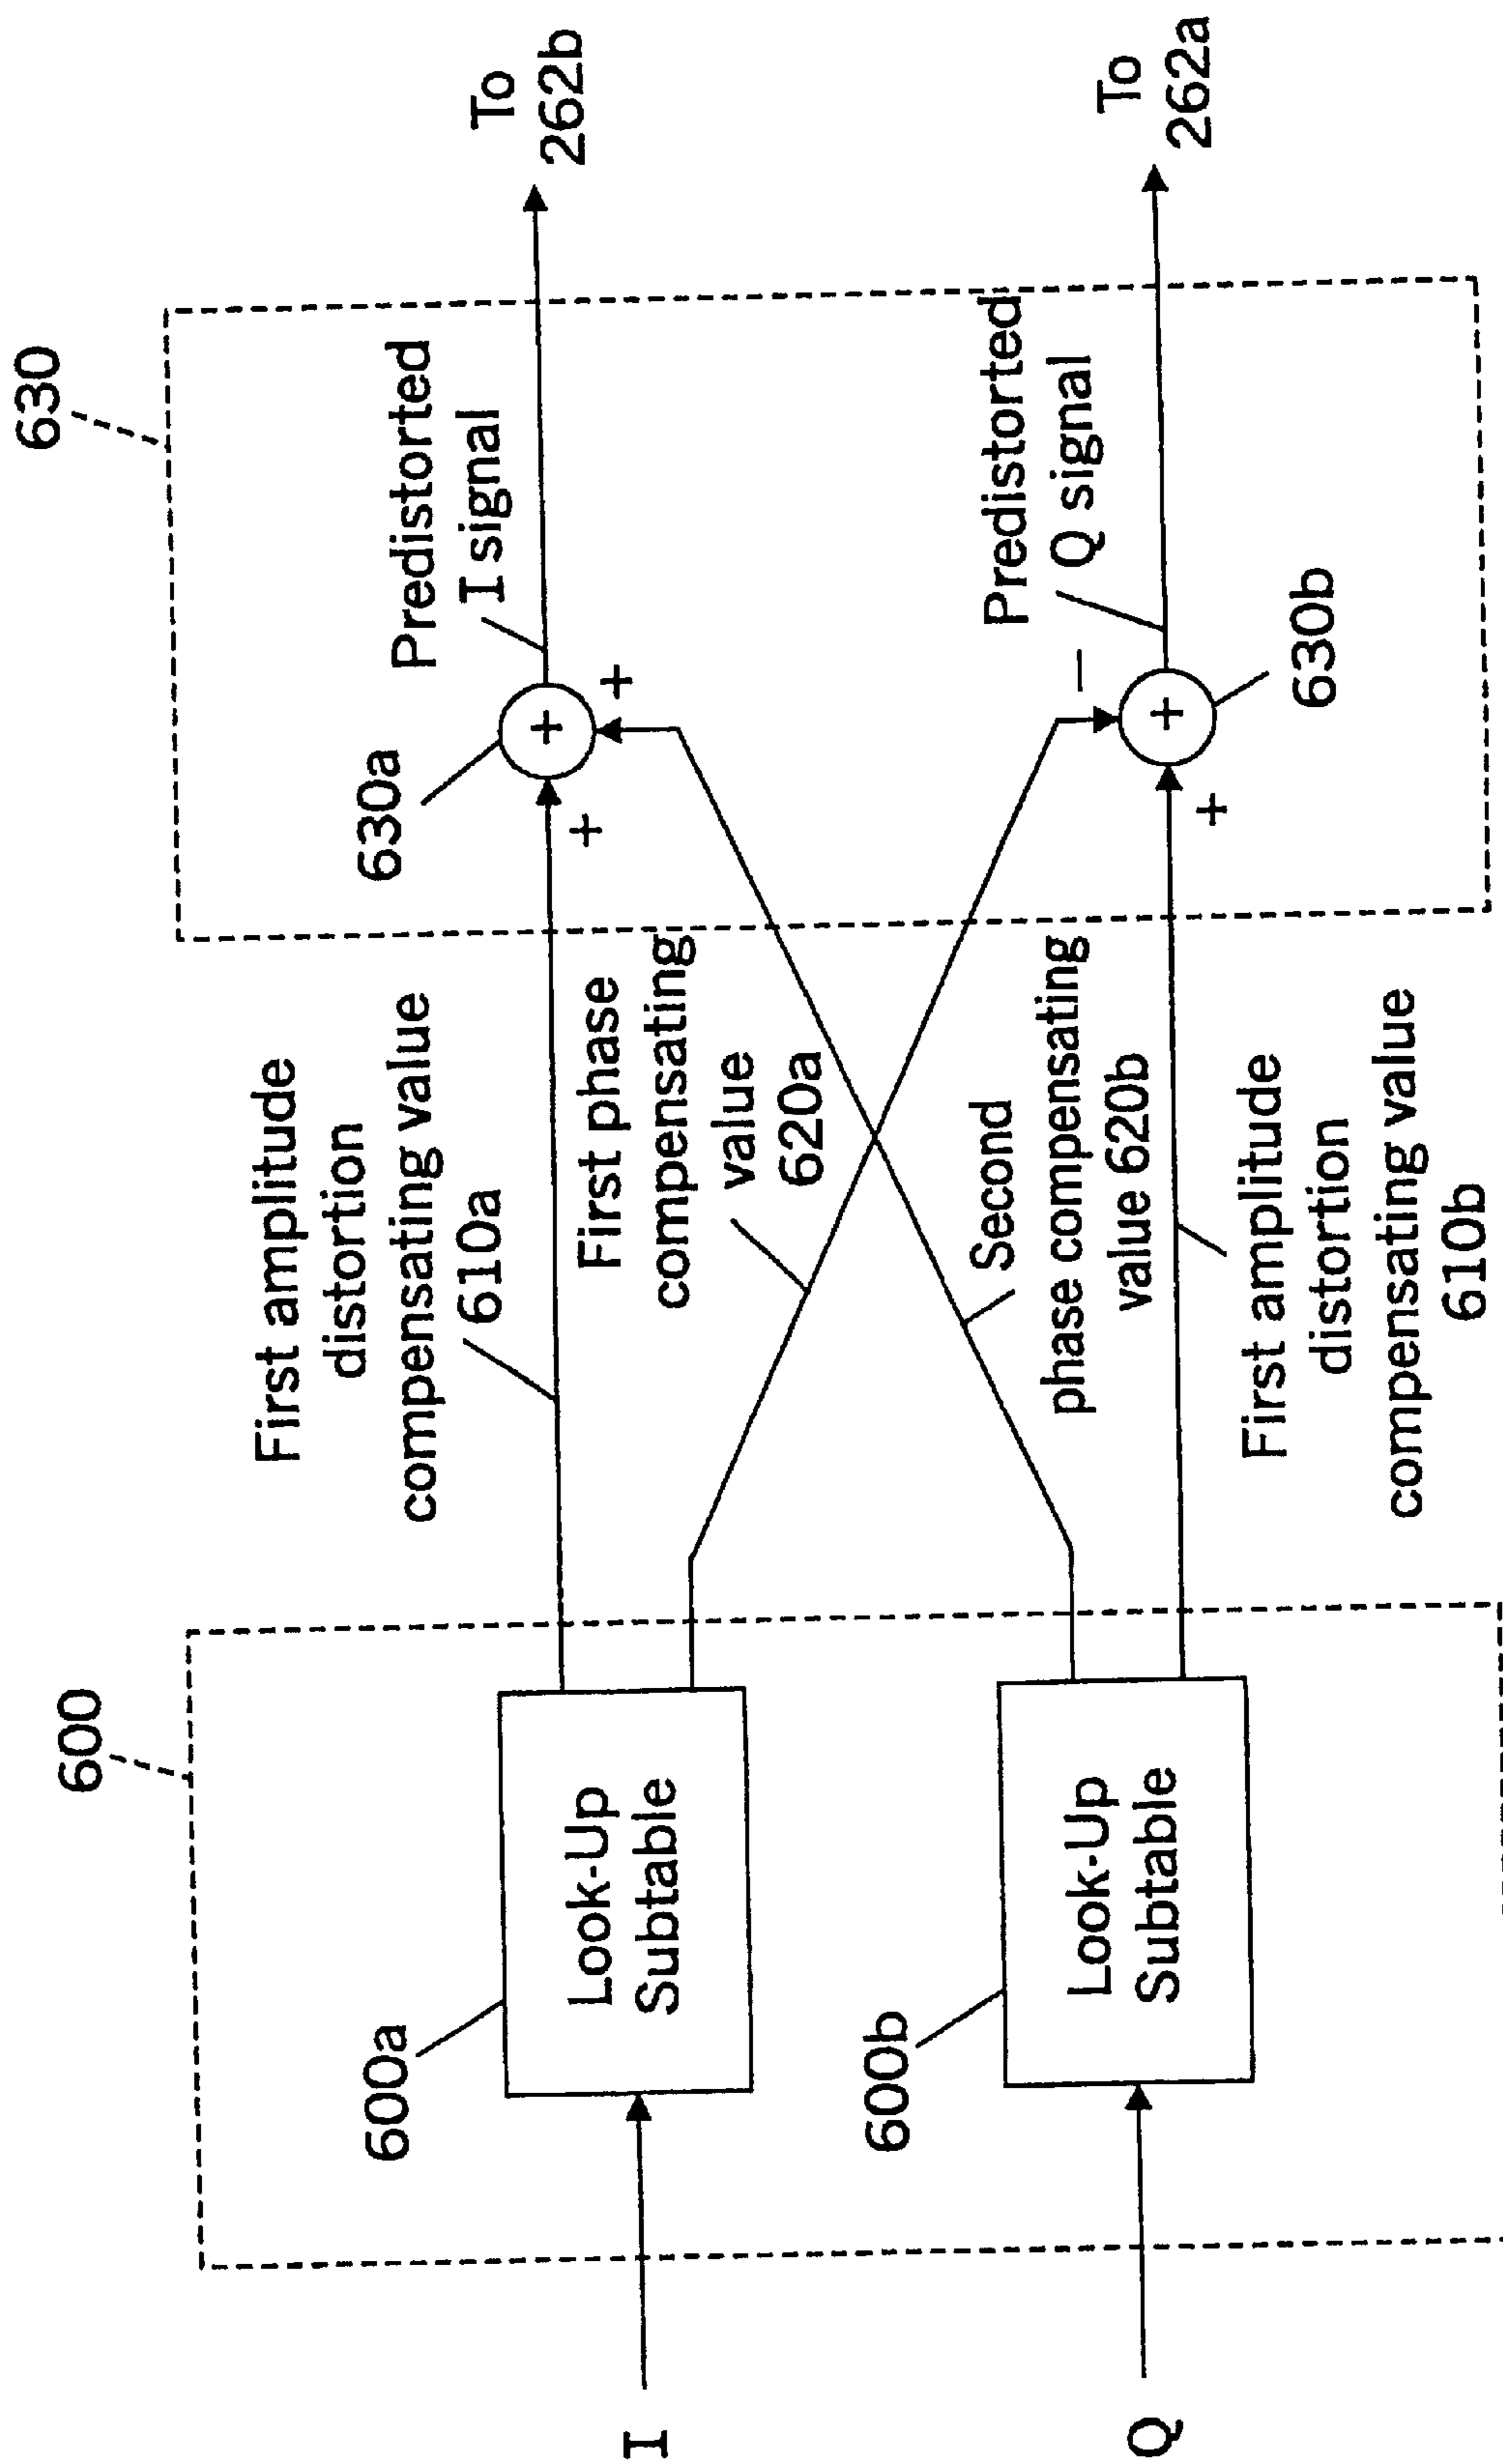 600
630
600a
Look-Up
Subtable
I
600b
Look-Up
Subtable
Q
First amplitude
distortion
compensating value
610a
First phase
compensating
value
620a
Second
phase compensating
value 620b
First amplitude
distortion
compensating value
610b
630a
+
+
+
Predistorted
I signal
To
262b
−
+
+
630b
Predistorted
Q signal
To
262a